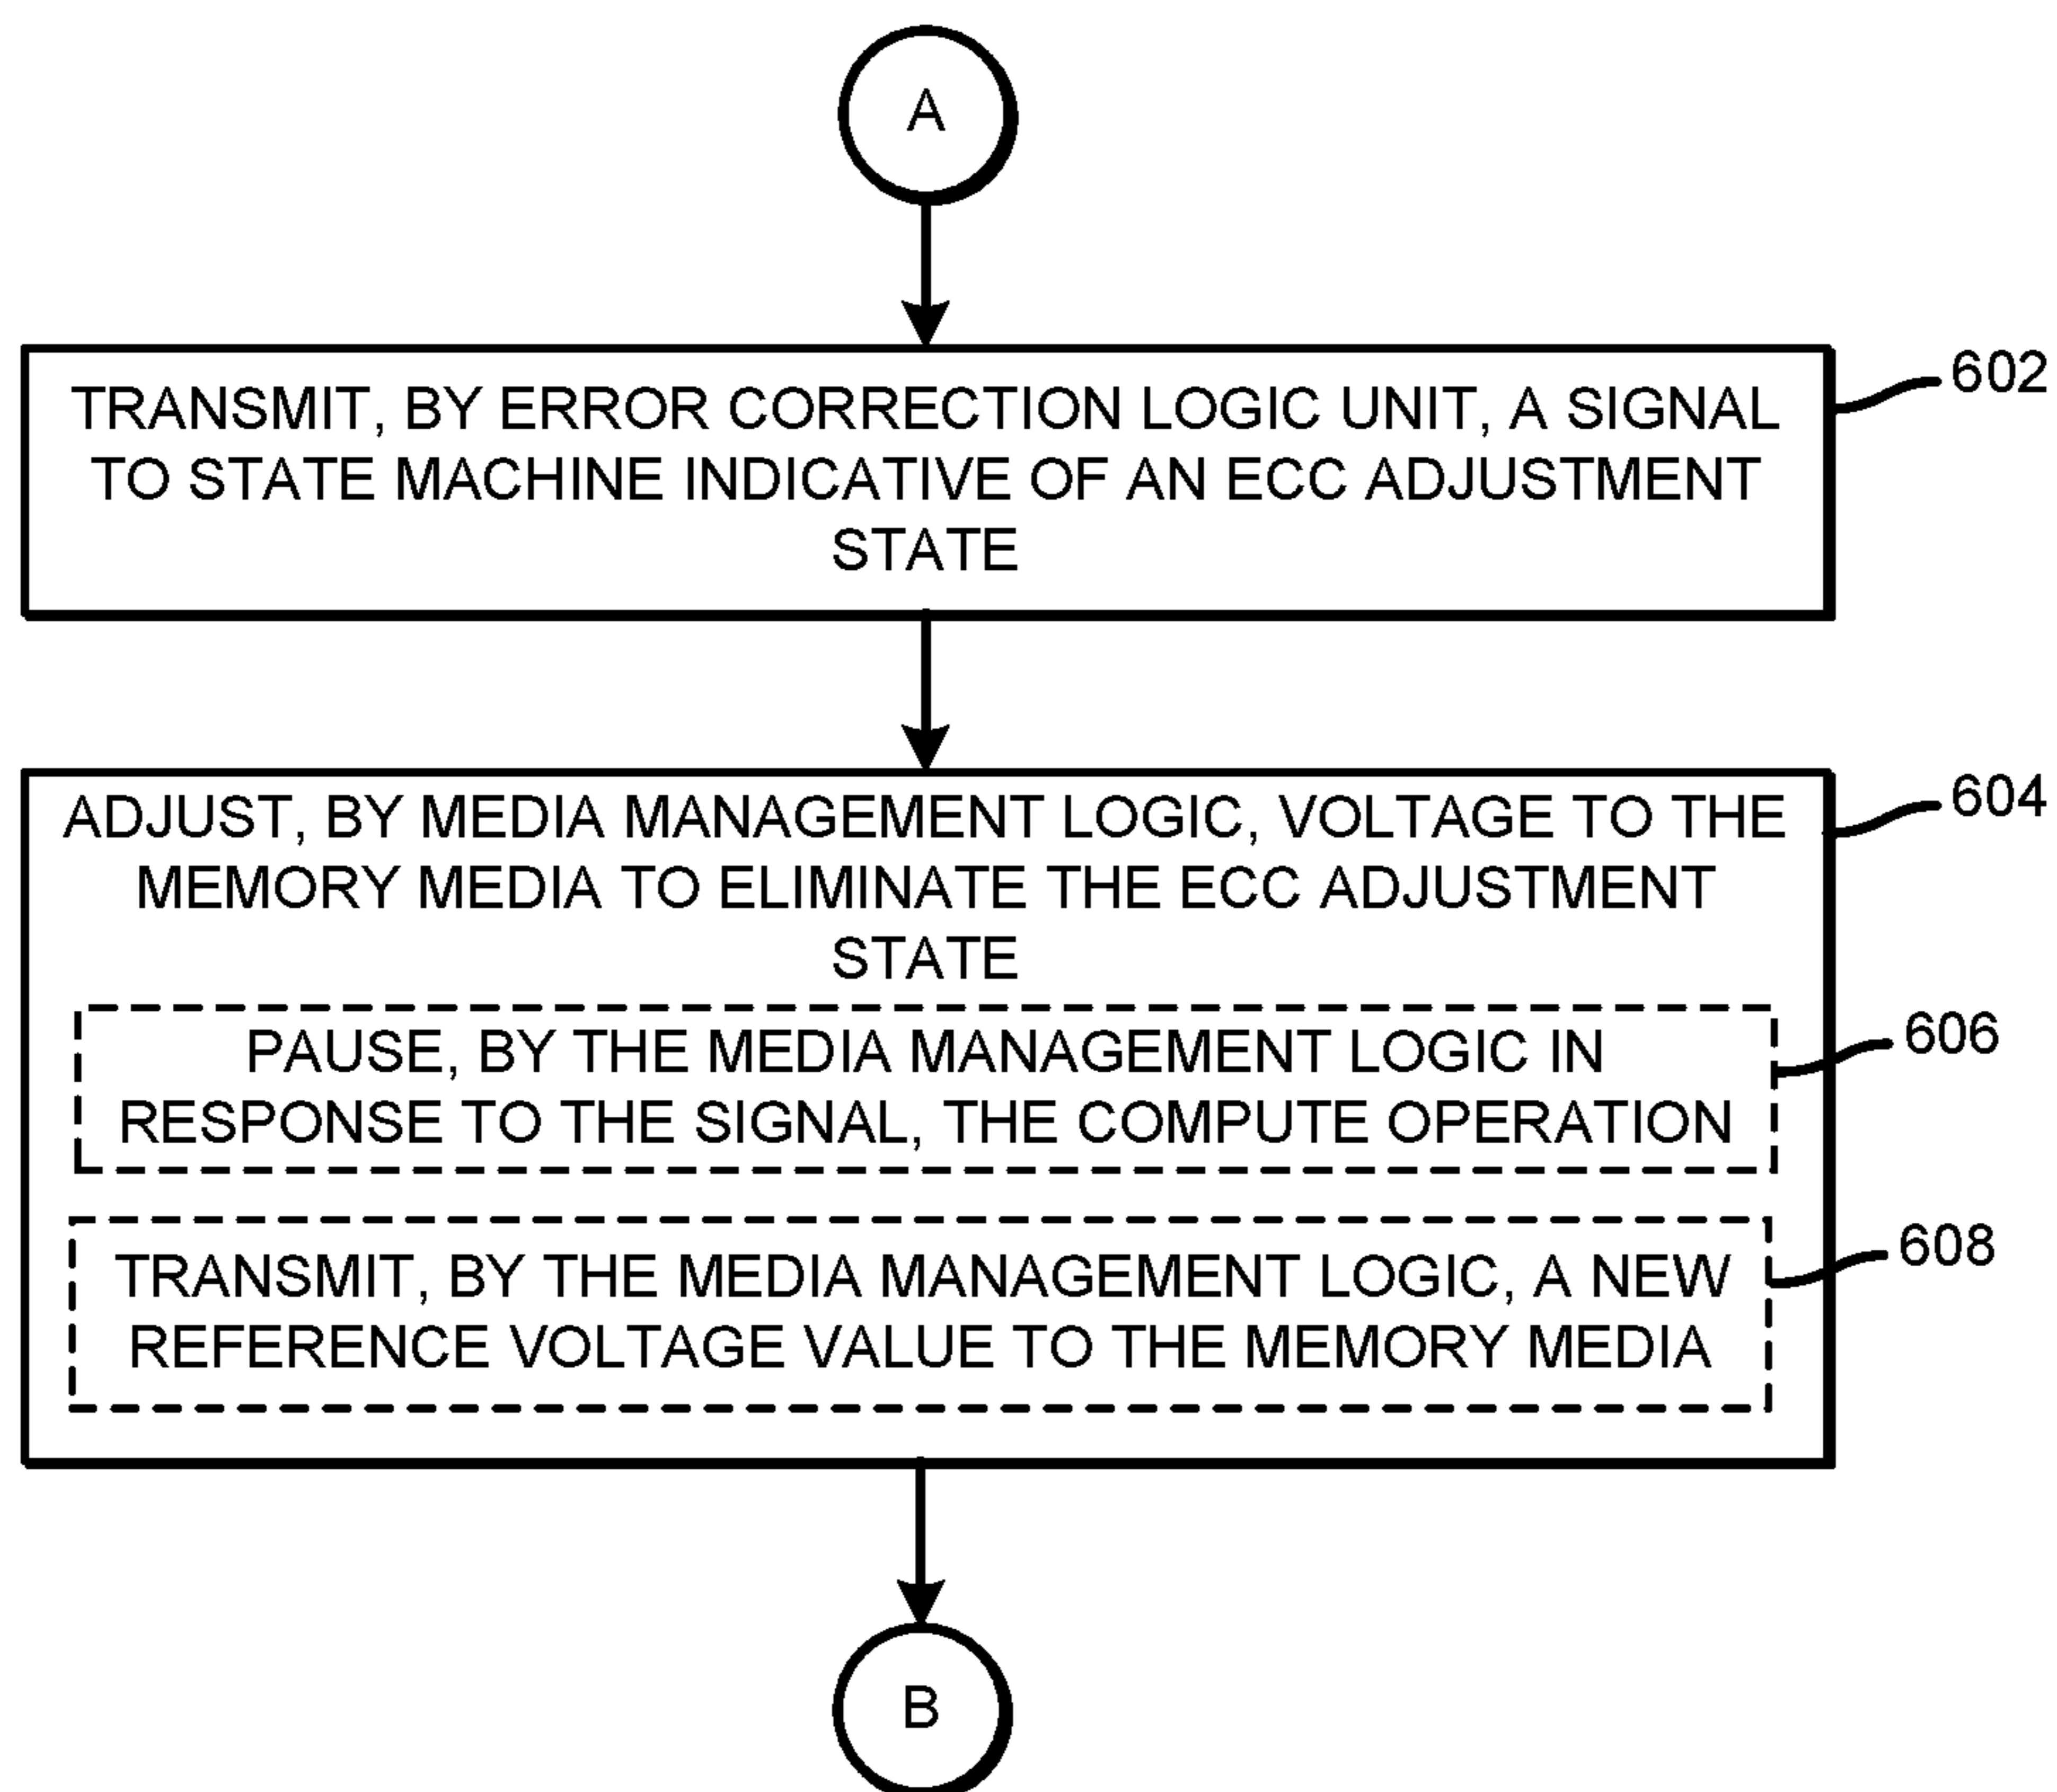 A
TRANSMIT, BY ERROR CORRECTION LOGIC UNIT, A SIGNAL
TO STATE MACHINE INDICATIVE OF AN ECC ADJUSTMENT
STATE
602
ADJUST, BY MEDIA MANAGEMENT LOGIC, VOLTAGE TO THE
MEMORY MEDIA TO ELIMINATE THE ECC ADJUSTMENT
STATE
604
PAUSE, BY THE MEDIA MANAGEMENT LOGIC IN
RESPONSE TO THE SIGNAL, THE COMPUTE OPERATION
606
TRANSMIT, BY THE MEDIA MANAGEMENT LOGIC, A NEW
REFERENCE VOLTAGE VALUE TO THE MEMORY MEDIA
608
B